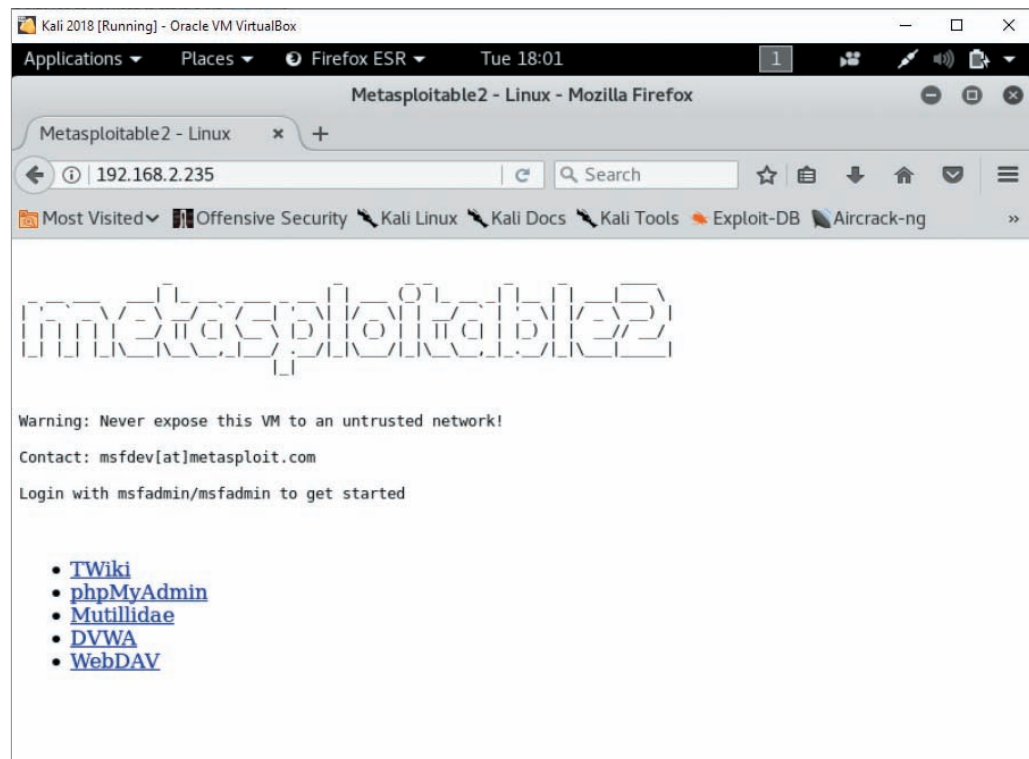 Kali 2018 [Running] - Oracle VM VirtualBox
Applications Places Firefox ESR Tue 18:01 1
Metasploitable2 - Linux - Mozilla Firefox
Metasploitable2 - Linux
192.168.2.235 Search
Most Visited Offensive Security Kali Linux Kali Docs Kali Tools Exploit-DB Aircrack-ng »
metasploitable2
Warning: Never expose this VM to an untrusted network!
Contact: msfdev[at]metasploit.com
Login with msfadmin/msfadmin to get started
• TWiki
• phpMyAdmin
• Mutillidae
• DVWA
• WebDAV